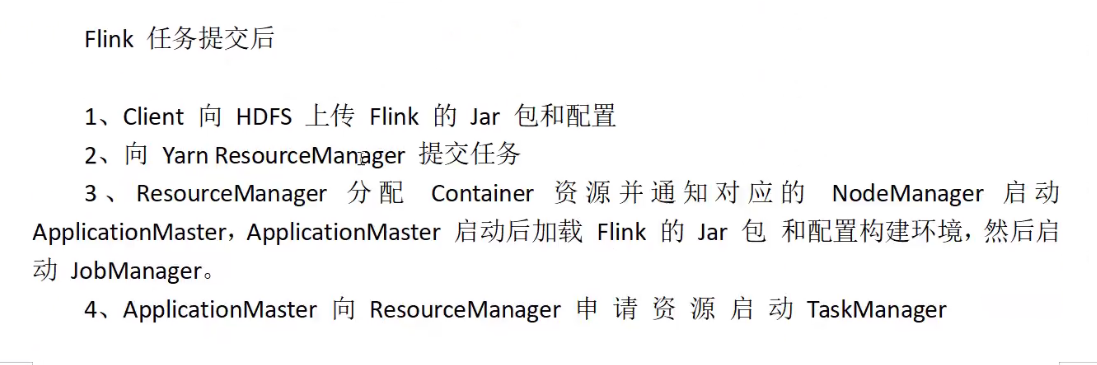 Flink 任务提交后
1、Client 向 HDFS 上传 Flink 的 Jar 包和配置
2、向 Yarn ResourceManager 提交任务
3、ResourceManager 分配 Container 资源并通知对应的 NodeManager 启动
ApplicationMaster，ApplicationMaster 启动后加载 Flink 的 Jar 包 和配置构建环境，然后启
动 JobManager。
4、ApplicationMaster 向 ResourceManager 申请资源启动 TaskManager